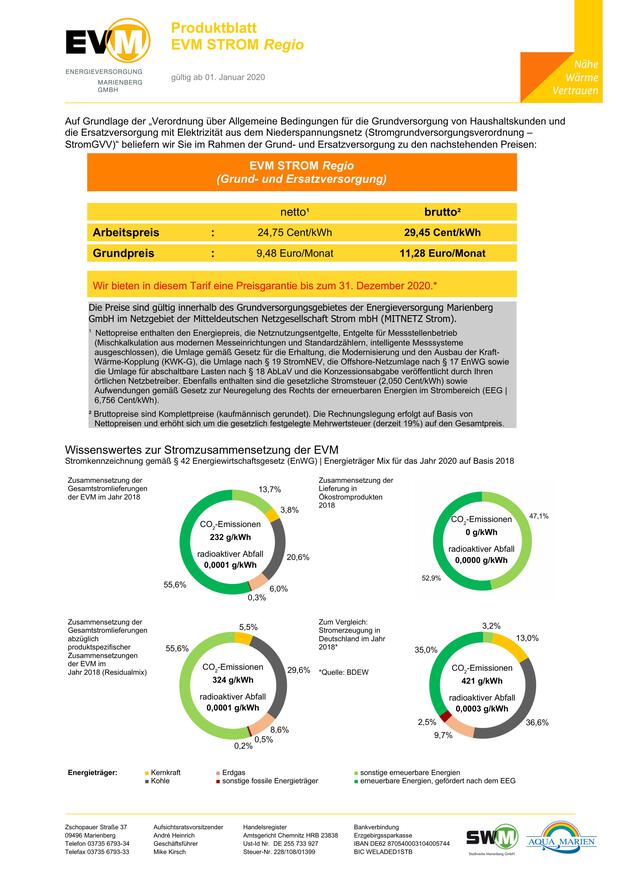 EVM
ENERGIEVERSORGUNG
MARIENBERG
GMBH
Produktblatt
EVM STROM Regio
gültig ab 01. Januar 2020
Nähe
Wärme
Vertrauen
Auf Grundlage der „Verordnung über Allgemeine Bedingungen für die Grundversorgung von Haushaltskunden und
die Ersatzversorgung mit Elektrizität aus dem Niederspannungsnetz (Stromgrundversorgungsverordnung –
StromGVV)“ beliefern wir Sie im Rahmen der Grund- und Ersatzversorgung zu den nachstehenden Preisen:
EVM STROM Regio
(Grund- und Ersatzversorgung)
netto¹ brutto²
Arbeitspreis : 24,75 Cent/kWh 29,45 Cent/kWh
Grundpreis : 9,48 Euro/Monat 11,28 Euro/Monat
Wir bieten in diesem Tarif eine Preisgarantie bis zum 31. Dezember 2020.*
Die Preise sind gültig innerhalb des Grundversorgungsgebietes der Energieversorgung Marienberg
GmbH im Netzgebiet der Mitteldeutschen Netzgesellschaft Strom mbH (MITNETZ Strom).
¹ Nettopreise enthalten den Energiepreis, die Netznutzungsentgelte, Entgelte für Messstellenbetrieb
(Mischkalkulation aus modernen Messeinrichtungen und Standardzählern, intelligente Messsysteme
ausgeschlossen), die Umlage gemäß Gesetz für die Erhaltung, die Modernisierung und den Ausbau der Kraft-
Wärme-Kopplung (KWK-G), die Umlage nach § 19 StromNEV, die Offshore-Netzumlage nach § 17 EnWG sowie
die Umlage für abschaltbare Lasten nach § 18 AbLaV und die Konzessionsabgabe veröffentlicht durch Ihren
örtlichen Netzbetreiber. Ebenfalls enthalten sind die gesetzliche Stromsteuer (2,050 Cent/kWh) sowie
Aufwendungen gemäß Gesetz zur Neuregelung des Rechts der erneuerbaren Energien im Strombereich (EEG |
6,756 Cent/kWh).
² Bruttopreise sind Komplettpreise (kaufmännisch gerundet). Die Rechnungslegung erfolgt auf Basis von
Nettopreisen und erhöht sich um die gesetzlich festgelegte Mehrwertsteuer (derzeit 19%) auf den Gesamtpreis.
Wissenswertes zur Stromzusammensetzung der EVM
Stromkennzeichnung gemäß § 42 Energiewirtschaftsgesetz (EnWG) | Energieträger Mix für das Jahr 2020 auf Basis 2018
Zusammensetzung der
Gesamtstromlieferungen
der EVM im Jahr 2018
13,7%
3,8%
20,6%
6,0%
0,3%
55,6%
CO2-Emissionen
232 g/kWh
radioaktiver Abfall
0,0001 g/kWh
Zusammensetzung der
Lieferung in
Ökostromprodukten
2018
47,1%
52,9%
CO2-Emissionen
0 g/kWh
radioaktiver Abfall
0,0000 g/kWh
Zusammensetzung der
Gesamtstromlieferungen
abzüglich
produktspezifischer
Zusammensetzungen
der EVM im
Jahr 2018 (Residualmix)
5,5%
29,6%
8,6%
0,5%
0,2%
55,6%
CO2-Emissionen
324 g/kWh
radioaktiver Abfall
0,0001 g/kWh
Zum Vergleich:
Stromerzeugung in
Deutschland im Jahr
2018*
*Quelle: BDEW
3,2%
13,0%
36,6%
9,7%
2,5%
35,0%
CO2-Emissionen
421 g/kWh
radioaktiver Abfall
0,0003 g/kWh
Energieträger: Kernkraft Erdgas sonstige erneuerbare Energien
Kohle sonstige fossile Energieträger erneuerbare Energien, gefördert nach dem EEG
Zschopauer Straße 37
09496 Marienberg
Telefon 03735 6794-33
Telefax 03735 6793-34
Aufsichtsratsvorsitzender
André Heinrich
Geschäftsführer
Mike Kirsch
Handelsregister
Amtsgericht Chemnitz HRB 23838
Ust-Id Nr. DE 255 733 927
Steuer-Nr. 228/108/01399
Bankverbindung
Erzgebirgssparkasse
IBAN DE62 870540003104005744
BIC WELADED1STB
SWM
Stadtwerke Marienberg GmbH
AQUA MARIEN